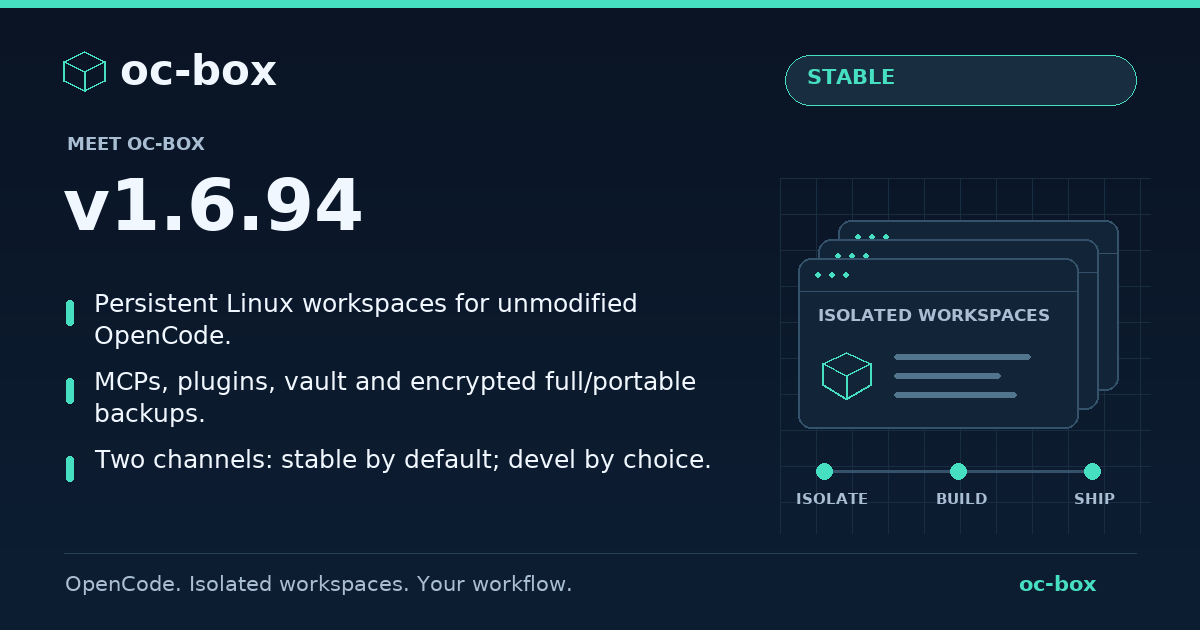 oc-box
STABLE
MEET OC-BOX
v1.6.94
Persistent Linux workspaces for unmodified
OpenCode.
MCPs, plugins, vault and encrypted full/portable
backups.
Two channels: stable by default; devel by choice.
ISOLATED WORKSPACES
ISOLATE
BUILD
SHIP
OpenCode. Isolated workspaces. Your workflow.
oc-box